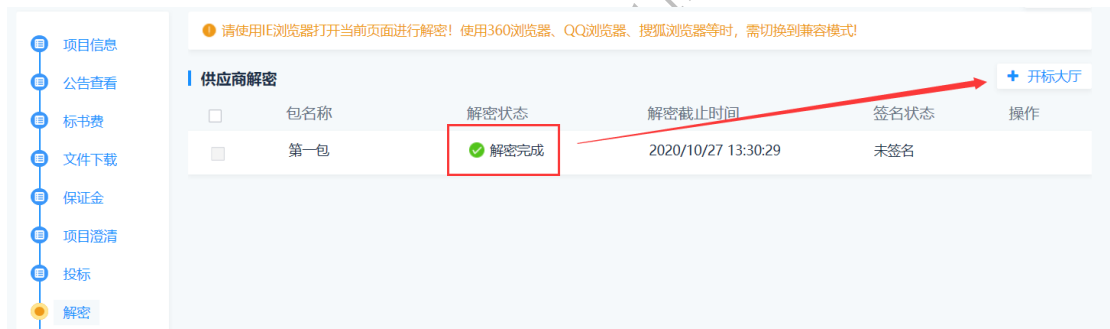 请使用IE浏览器打开当前页面进行解密！使用360浏览器、QQ浏览器、搜狐浏览器等时，需切换到兼容模式!
项目信息
公告查看
标书费
文件下载
保证金
项目澄清
投标
解密
供应商解密
开标大厅
包名称 解密状态 解密截止时间 签名状态 操作
第一包 解密完成 2020/10/27 13:30:29 未签名